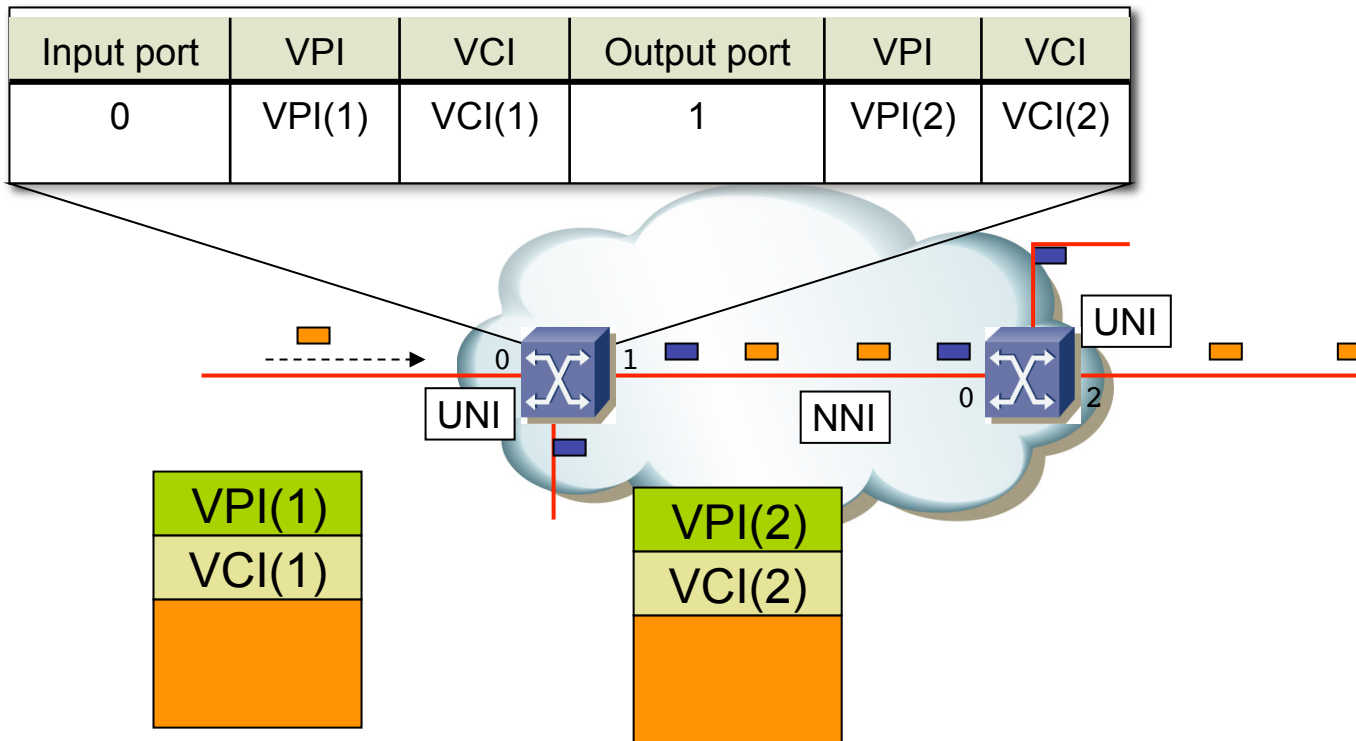 Input port VPI VCI Output port VPI VCI
0 VPI(1) VCI(1) 1 VPI(2) VCI(2)
UNI
0 1
UNI NNI 0 2
VPI(1)
VCI(1)
VPI(2)
VCI(2)